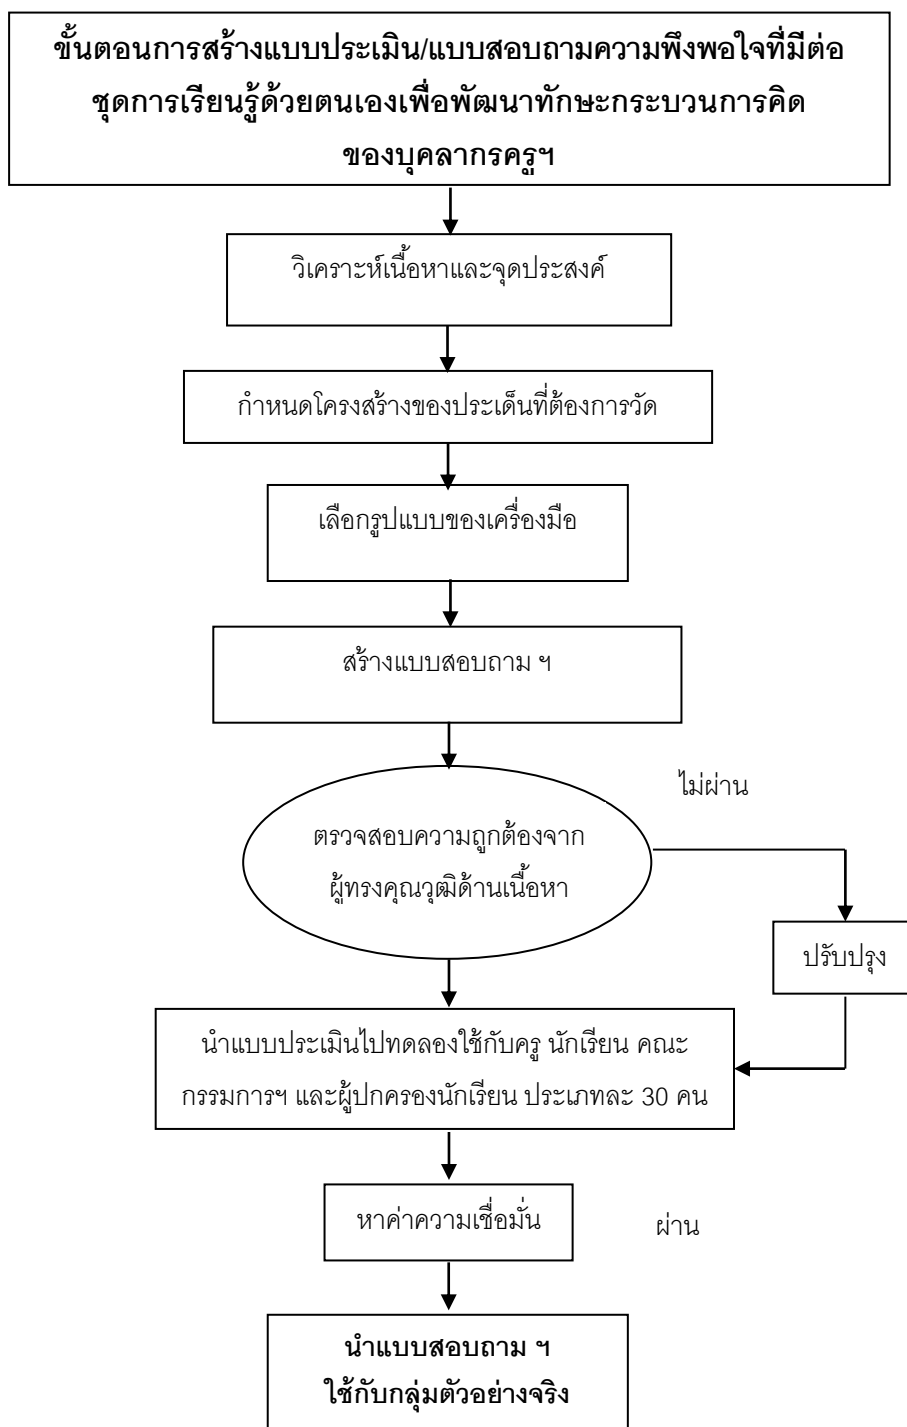 ขั้นตอนการสร้างแบบประเมิน/แบบสอบถามความพึงพอใจที่มีต่อ
ชุดการเรียนรู้ด้วยตนเองเพื่อพัฒนาทักษะกระบวนการคิด
ของบุคลากรครูฯ
วิเคราะห์เนื้อหาและจุดประสงค์
กำหนดโครงสร้างของประเด็นที่ต้องการวัด
เลือกรูปแบบของเครื่องมือ
สร้างแบบสอบถาม ฯ
ไม่ผ่าน
ตรวจสอบความถูกต้องจาก
ผู้ทรงคุณวุฒิด้านเนื้อหา
ปรับปรุง
นำแบบประเมินไปทดลองใช้กับครู นักเรียน คณะ
กรรมการฯ และผู้ปกครองนักเรียน ประเภทละ 30 คน
หาค่าความเชื่อมั่น
ผ่าน
นำแบบสอบถาม ฯ
ใช้กับกลุ่มตัวอย่างจริง